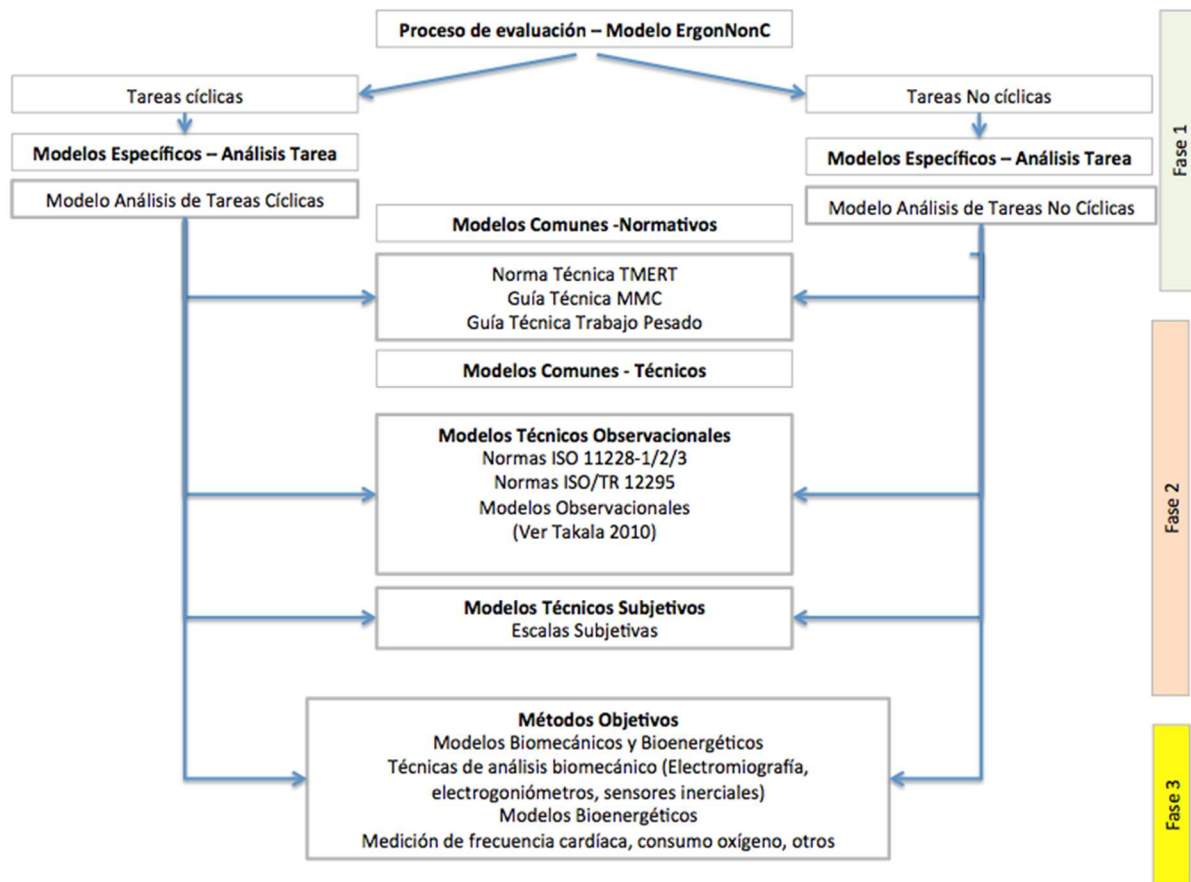 Proceso de evaluación – Modelo ErgonNonC
Tareas cíclicas
Tareas No cíclicas
Modelos Específicos – Análisis Tarea
Modelos Específicos – Análisis Tarea
Modelo Análisis de Tareas Cíclicas
Modelo Análisis de Tareas No Cíclicas
Fase 1
Modelos Comunes -Normativos
Norma Técnica TMERT
Guía Técnica MMC
Guía Técnica Trabajo Pesado
Modelos Comunes - Técnicos
Modelos Técnicos Observacionales
Normas ISO 11228-1/2/3
Normas ISO/TR 12295
Modelos Observacionales
(Ver Takala 2010)
Fase 2
Modelos Técnicos Subjetivos
Escalas Subjetivas
Métodos Objetivos
Modelos Biomecánicos y Bioenergéticos
Técnicas de análisis biomecánico (Electromiografía,
electrogoniómetros, sensores inerciales)
Modelos Bioenergéticos
Medición de frecuencia cardíaca, consumo oxígeno, otros
Fase 3